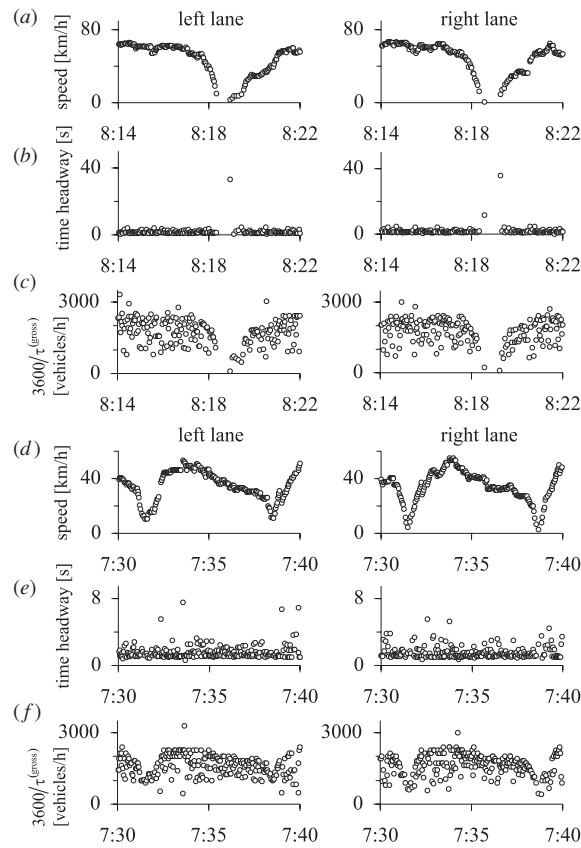 left lane right lane
(a)
speed [km/h]
80
0
80
0
8:14 8:18 8:22 8:14 8:18 8:22
(b)
time headway [s]
40
0
40
0
8:14 8:18 8:22 8:14 8:18 8:22
(c)
3600/τ(gross)
[vehicles/h]
3000
0
3000
0
8:14 8:18 8:22 8:14 8:18 8:22
left lane right lane
(d)
speed [km/h]
40
0
40
0
7:30 7:35 7:40 7:30 7:35 7:40
(e)
time headway [s]
8
0
8
0
7:30 7:35 7:40 7:30 7:35 7:40
(f)
3600/τ(gross)
[vehicles/h]
3000
0
3000
0
7:30 7:35 7:40 7:30 7:35 7:40